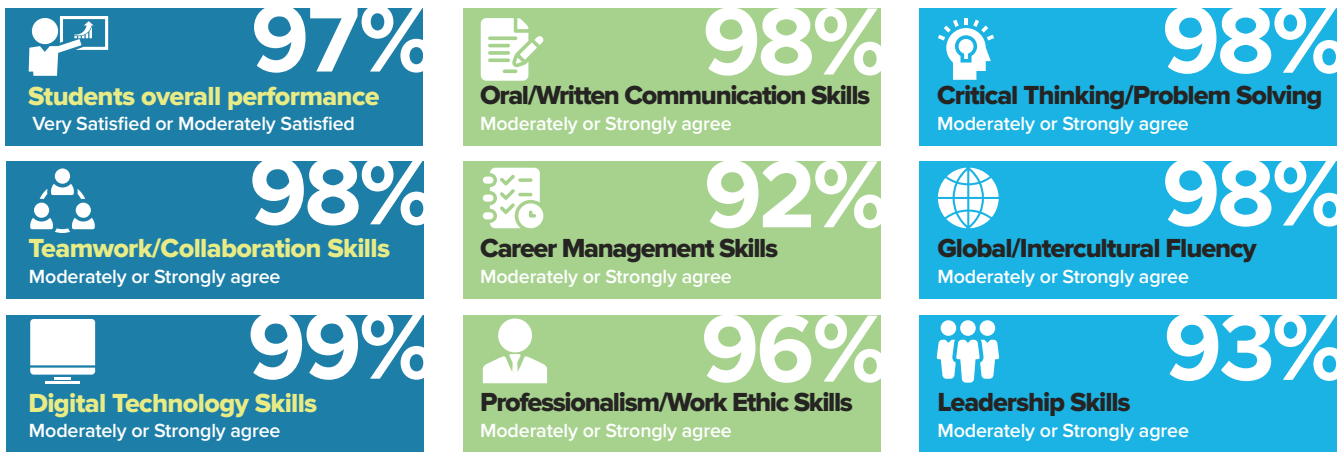 97%
Students overall performance
Very Satisfied or Moderately Satisfied
98%
Oral/Written Communication Skills
Moderately or Strongly agree
98%
Critical Thinking/Problem Solving
Moderately or Strongly agree
98%
Teamwork/Collaboration Skills
Moderately or Strongly agree
92%
Career Management Skills
Moderately or Strongly agree
98%
Global/Intercultural Fluency
Moderately or Strongly agree
99%
Digital Technology Skills
Moderately or Strongly agree
96%
Professionalism/Work Ethic Skills
Moderately or Strongly agree
93%
Leadership Skills
Moderately or Strongly agree